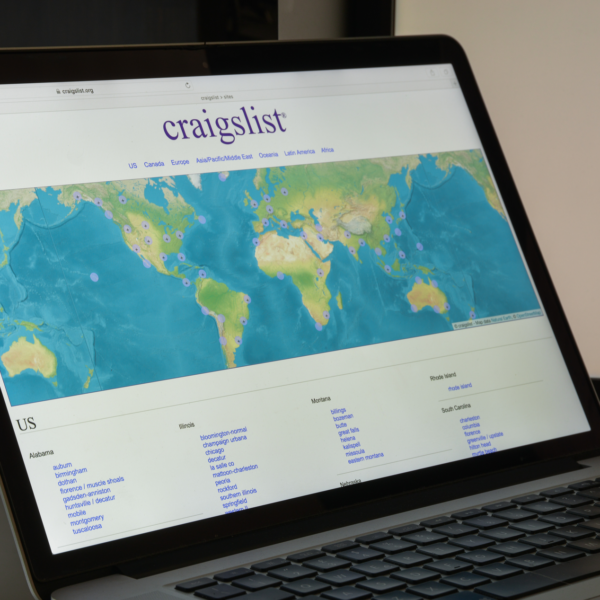 craigslist.org
craigslist > sites
craigslist®
US Canada Europe Asia/Pacific/Middle East Oceania Latin America Africa
US
Alabama
auburn
birmingham
dothan
florence / muscle shoals
gadsden-anniston
huntsville / decatur
mobile
montgomery
tuscaloosa
Illinois
bloomington-normal
champaign urbana
chicago
decatur
la salle co
mattoon-charleston
peoria
rockford
southern illinois
springfield
Montana
billings
bozeman
butte
great falls
helena
kalispell
missoula
eastern montana
Nebraska
Rhode Island
rhode island
South Carolina
charleston
columbia
florence
greenville / upstate
hilton head
myrtle beach